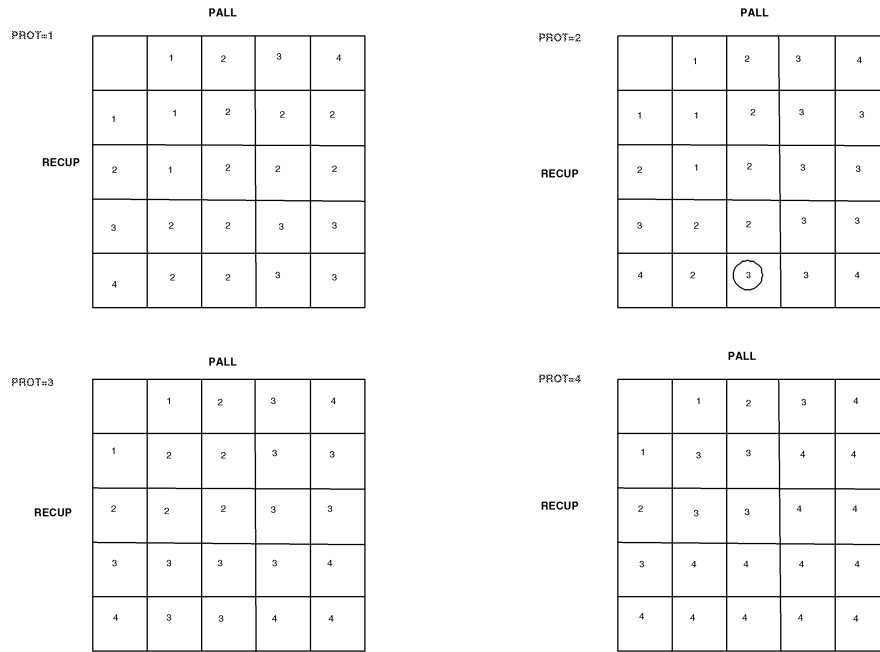 PALL
PROT=1
1 2 3 4
1 1 2 2 2
RECUP
2 1 2 2 2
3 2 2 3 3
4 2 2 3 3
PALL
PROT=2
1 2 3 4
1 1 2 3 3
RECUP
2 1 2 3 3
3 2 2 3 3
4 2 3 3 4
PALL
PROT=3
1 2 3 4
1 2 2 3 3
RECUP
2 2 2 3 3
3 3 3 3 4
4 3 3 4 4
PALL
PROT=4
1 2 3 4
1 3 3 4 4
RECUP
2 3 3 4 4
3 4 4 4 4
4 4 4 4 4